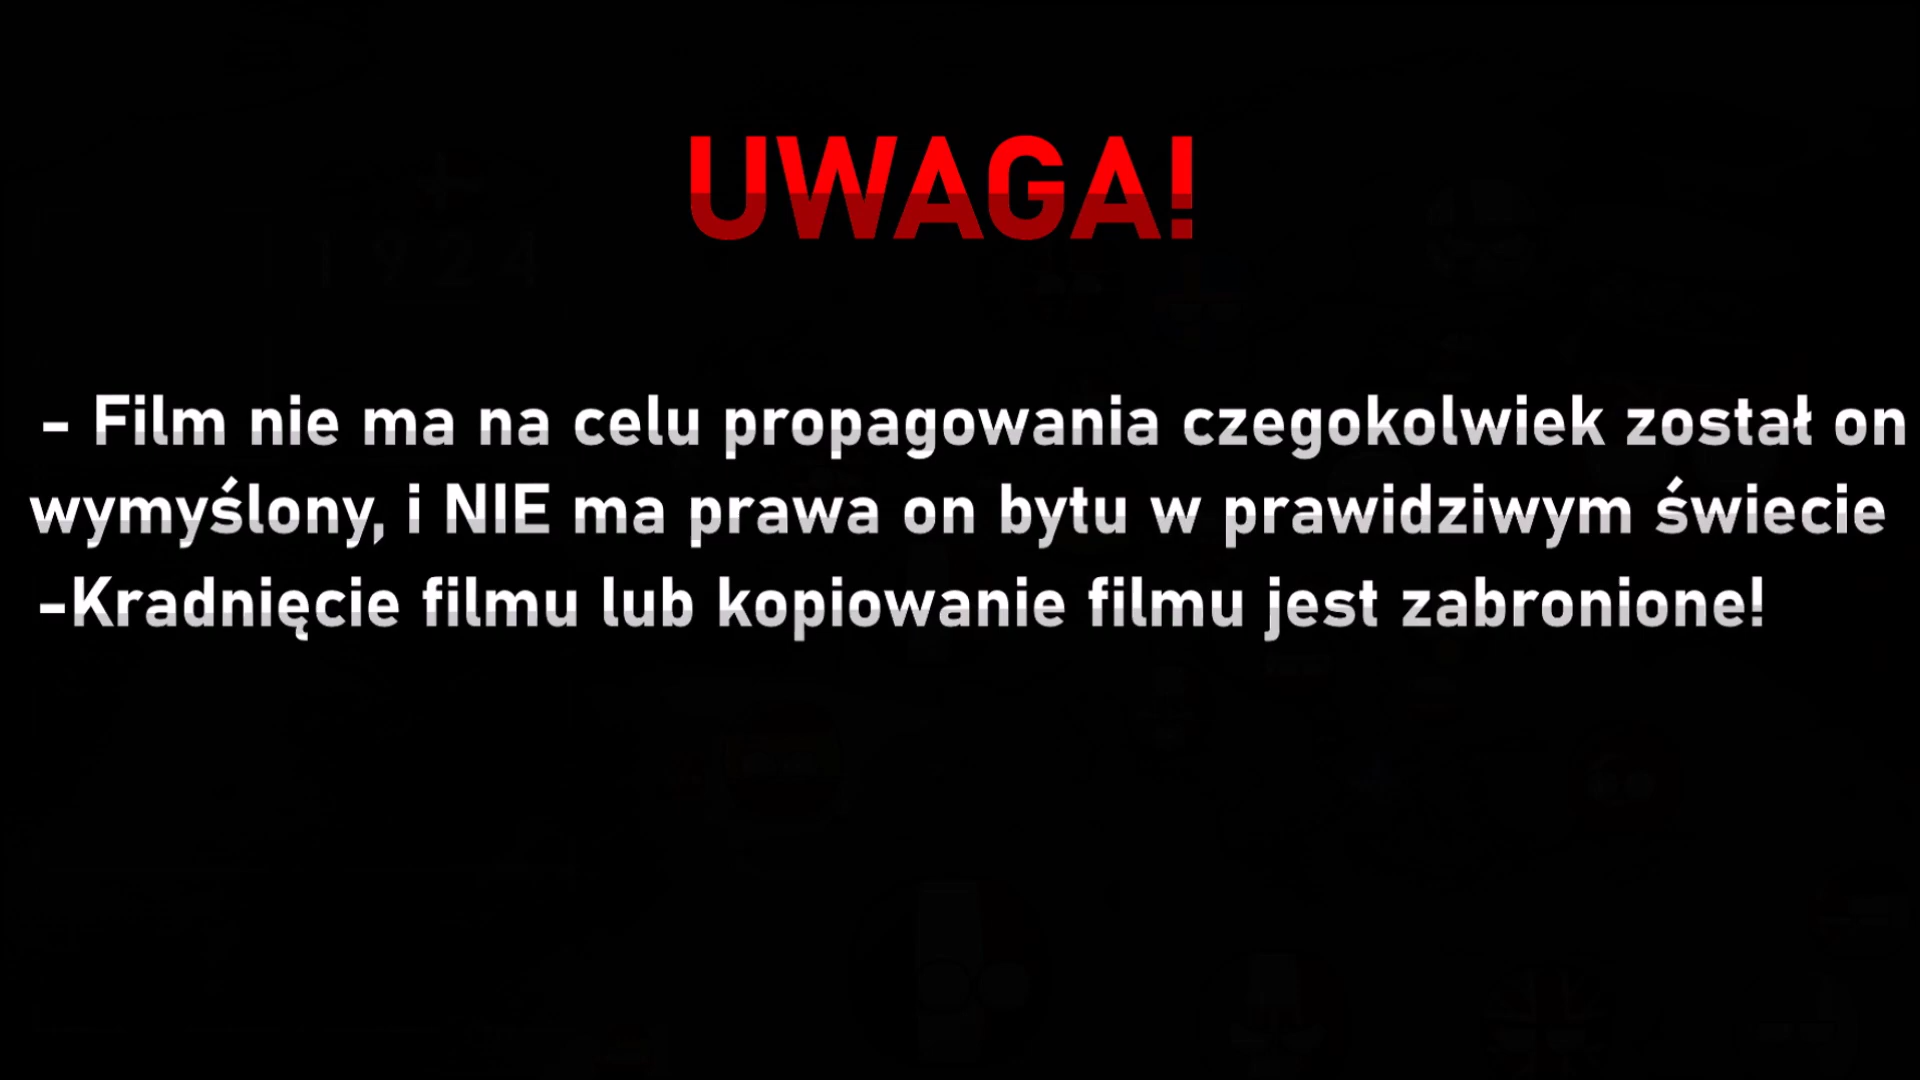 UWAGA!
1924
- Film nie ma na celu propagowania czegokolwiek został on
wymyślony, i NIE ma prawa on bytu w prawidziwym świecie
-Kradnięcie filmu lub kopiowanie filmu jest zabronione!